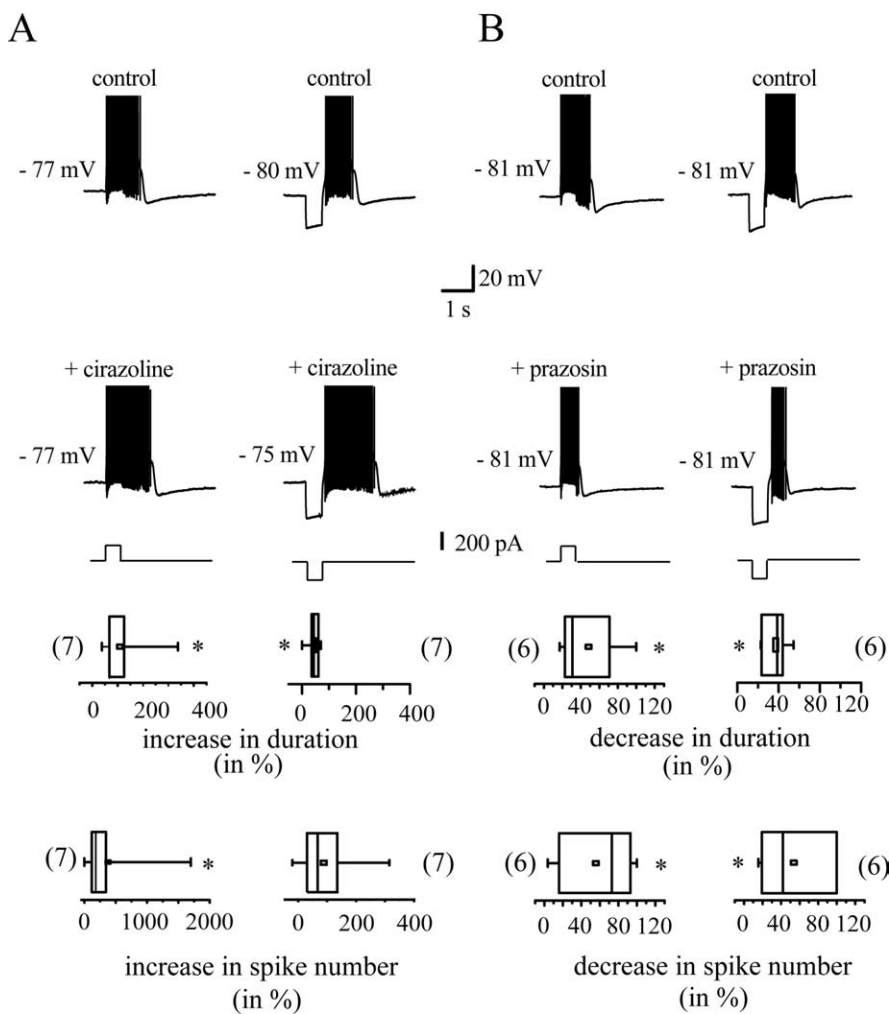 A B
control control control control
- 77 mV - 80 mV - 81 mV - 81 mV
20 mV
1 s
+ cirazoline + cirazoline + prazosin + prazosin
- 77 mV - 75 mV - 81 mV - 81 mV
200 pA
(7) * * (7) (6) * * (6)
0 200 400 0 200 400 0 40 80 120 0 40 80 120
increase in duration decrease in duration
(in %) (in %)
(7) * (7) (6) * * (6)
0 1000 2000 0 200 400 0 40 80 120 0 40 80 120
increase in spike number decrease in spike number
(in %) (in %)